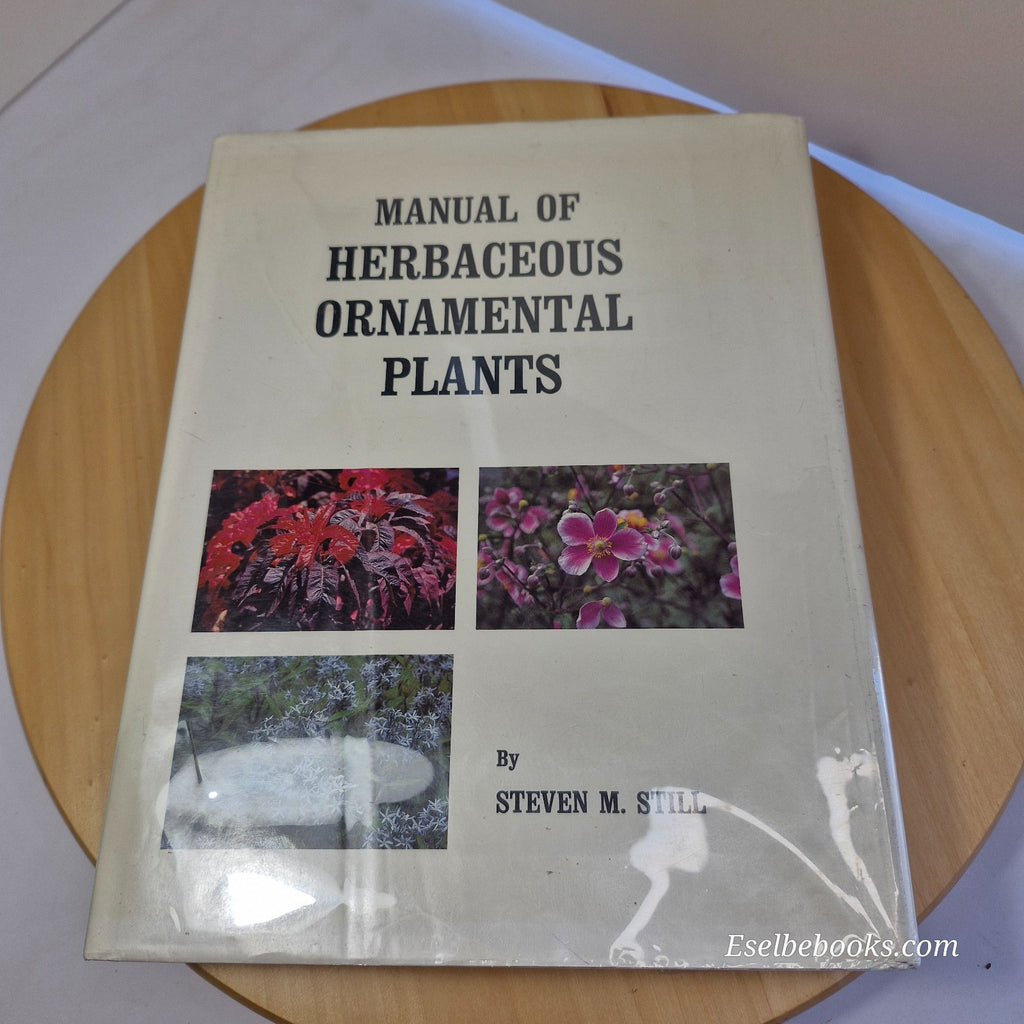 MANUAL OF
HERBACEOUS
ORNAMENTAL
PLANTS
By
STEVEN M. STILL
Eselbebooks.com